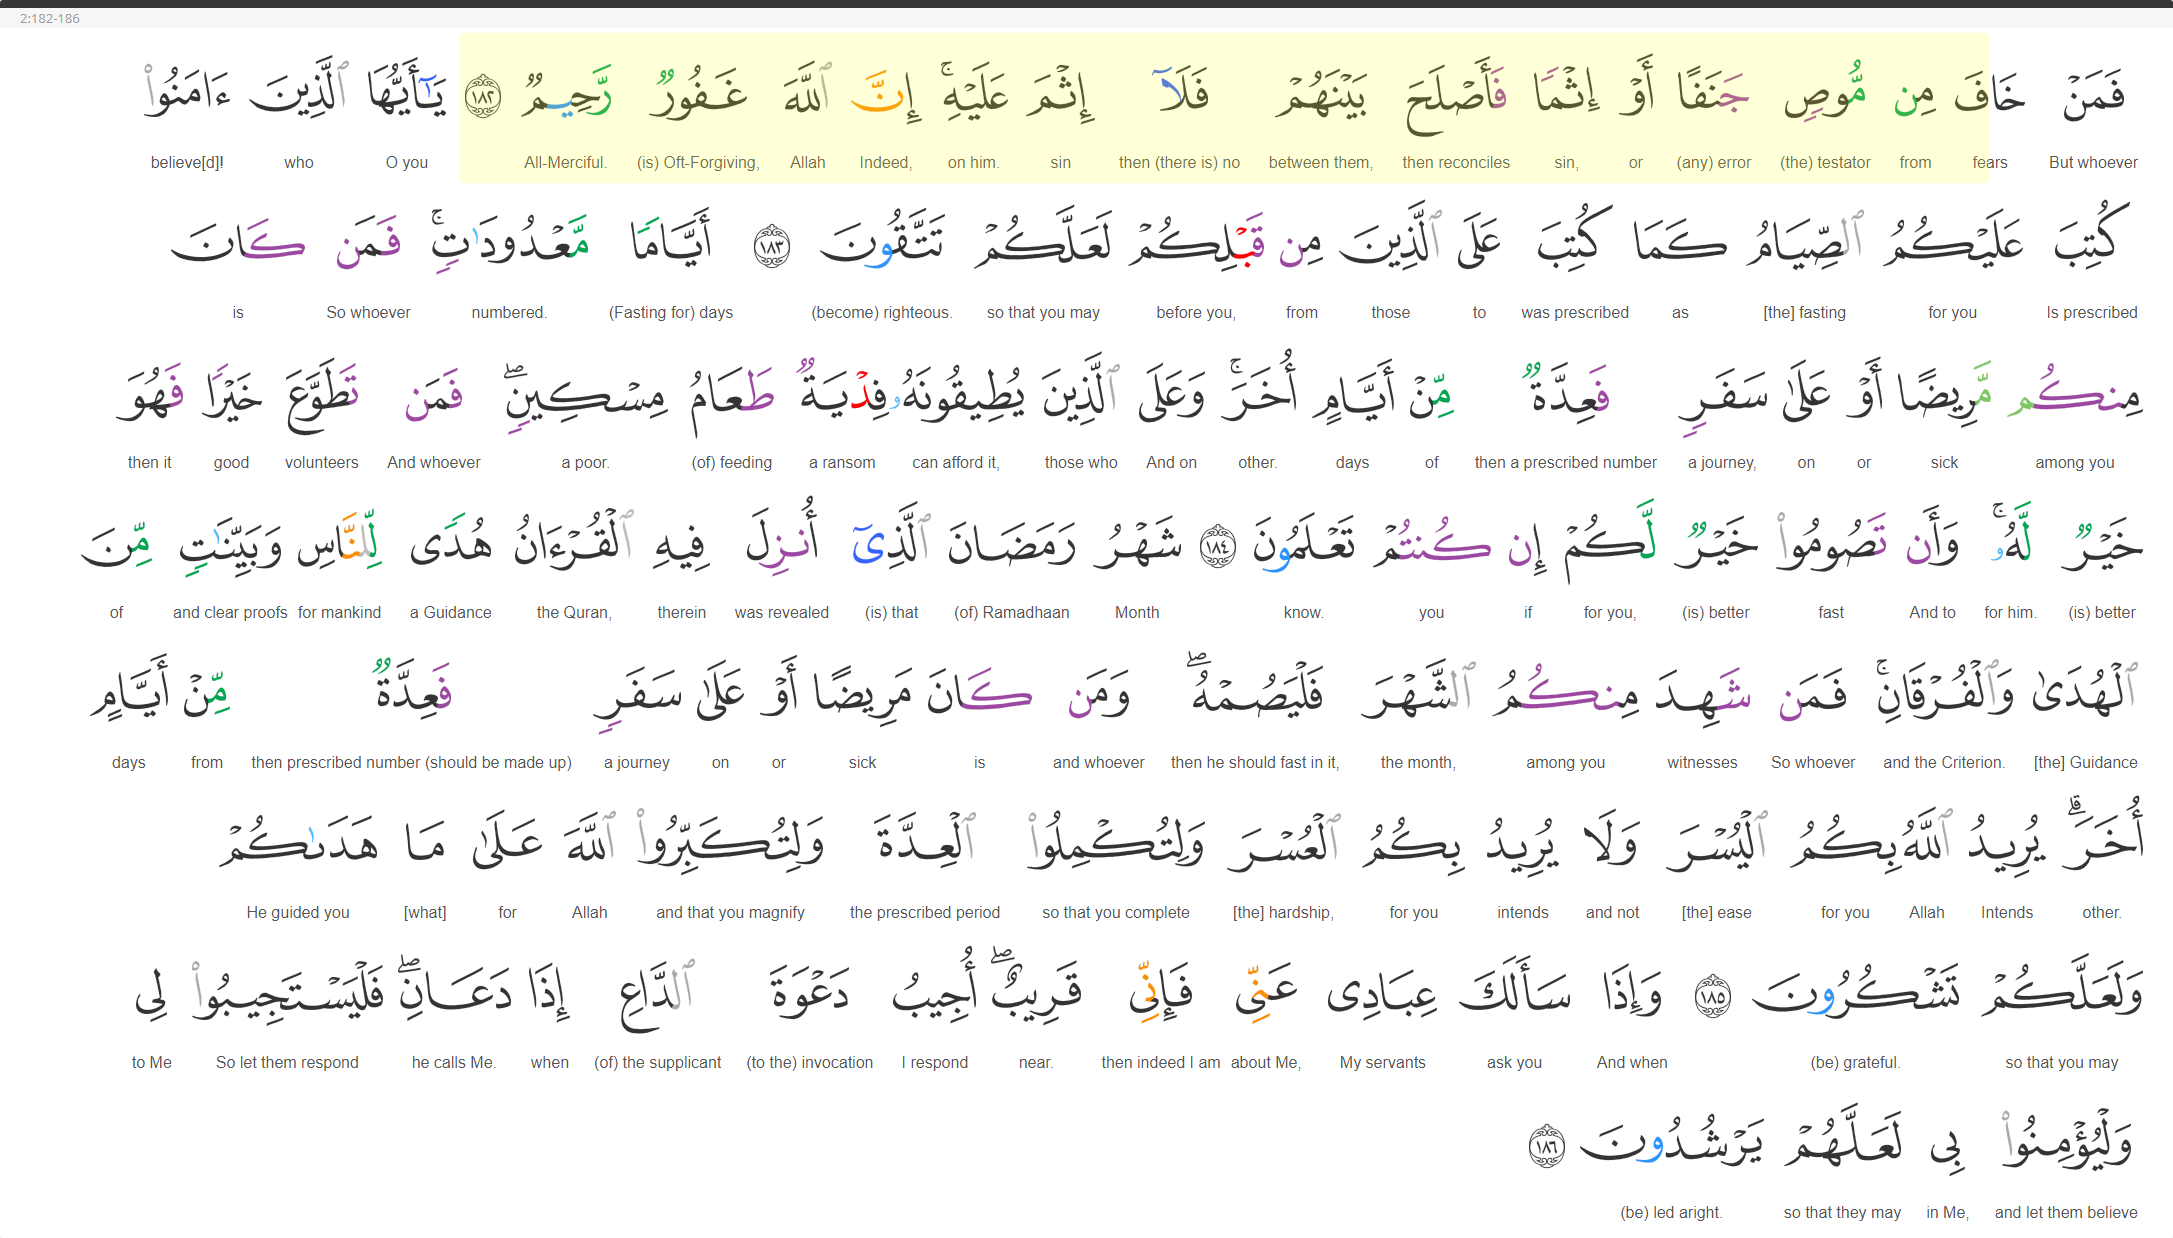 2:182-186
فَمَنْ خَافَ مِن مُّوصٍ جَنَفًا أَوْ إِثْمًا فَأَصْلَحَ بَيْنَهُمْ فَلَآ إِثْمَ عَلَيْهِ ۚ إِنَّ ٱللَّهَ غَفُورٌ رَّحِيمٌ ١٨٢ يَـٰٓأَيُّهَا ٱلَّذِينَ ءَامَنُوا۟
But whoever fears from (the) testator (any) error or sin, then reconciles between them, then (there is) no sin on him. Indeed, Allah (is) Oft-Forgiving, All-Merciful. O you who believe[d]!
كُتِبَ عَلَيْكُمُ ٱلصِّيَامُ كَمَا كُتِبَ عَلَى ٱلَّذِينَ مِن قَبْلِكُمْ لَعَلَّكُمْ تَتَّقُونَ ١٨٣ أَيَّامًا مَّعْدُودَٰتٍ ۚ فَمَن كَانَ
Is prescribed for you [the] fasting as was prescribed to those from before you, so that you may (become) righteous. (Fasting for) days numbered. So whoever is
مِنكُم مَّرِيضًا أَوْ عَلَىٰ سَفَرٍ فَعِدَّةٌ مِّنْ أَيَّامٍ أُخَرَ ۚ وَعَلَى ٱلَّذِينَ يُطِيقُونَهُۥ فِدْيَةٌ طَعَامُ مِسْكِينٍ ۖ فَمَن تَطَوَّعَ خَيْرًا فَهُوَ
among you sick or on a journey, then a prescribed number of days other. And on those who can afford it, a ransom (of) feeding a poor. And whoever volunteers good then it
خَيْرٌ لَّهُۥ ۚ وَأَن تَصُومُوا۟ خَيْرٌ لَّكُمْ إِن كُنتُمْ تَعْلَمُونَ ١٨٤ شَهْرُ رَمَضَانَ ٱلَّذِىٓ أُنزِلَ فِيهِ ٱلْقُرْءَانُ هُدًى لِّلنَّاسِ وَبَيِّنَـٰتٍ مِّنَ
(is) better for him. And to fast (is) better for you, if you know. Month (of) Ramadhaan (is) that was revealed therein the Quran, a Guidance for mankind and clear proofs of
ٱلْهُدَىٰ وَٱلْفُرْقَانِ ۚ فَمَن شَهِدَ مِنكُمُ ٱلشَّهْرَ فَلْيَصُمْهُ ۖ وَمَن كَانَ مَرِيضًا أَوْ عَلَىٰ سَفَرٍ فَعِدَّةٌ مِّنْ أَيَّامٍ
[the] Guidance and the Criterion. So whoever witnesses among you the month, then he should fast in it, and whoever is sick or on a journey then prescribed number (should be made up) from days
أُخَرَ ۗ يُرِيدُ ٱللَّهُ بِكُمُ ٱلْيُسْرَ وَلَا يُرِيدُ بِكُمُ ٱلْعُسْرَ وَلِتُكْمِلُوا۟ ٱلْعِدَّةَ وَلِتُكَبِّرُوا۟ ٱللَّهَ عَلَىٰ مَا هَدَىٰكُمْ
other. Intends Allah for you [the] ease and not intends for you [the] hardship, so that you complete the prescribed period and that you magnify Allah for [what] He guided you
وَلَعَلَّكُمْ تَشْكُرُونَ ١٨٥ وَإِذَا سَأَلَكَ عِبَادِى عَنِّى فَإِنِّى قَرِيبٌ ۖ أُجِيبُ دَعْوَةَ ٱلدَّاعِ إِذَا دَعَانِ ۖ فَلْيَسْتَجِيبُوا۟ لِى
so that you may (be) grateful. And when ask you My servants about Me, then indeed I am near. I respond (to the) invocation (of) the supplicant when he calls Me. So let them respond to Me
وَلْيُؤْمِنُوا۟ بِى لَعَلَّهُمْ يَرْشُدُونَ ١٨٦
and let them believe in Me, so that they may (be) led aright.